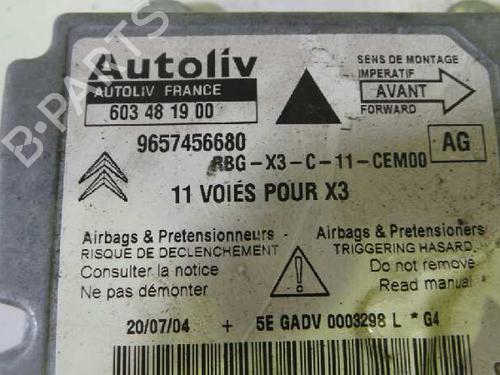 Autoliv
AUTOLIV FRANCE
603 48 19 00
SENS DE MONTAGE
IMPERATIF
AVANT
FORWARD
9657456680
AG
RBG-X3-C-11-CEM00
11 VOIÉS POUR X3
Airbags & Pretensionneurs
RISQUE DE DECLENCHEMENT
Consulter la notice
Ne pas démonter
Airbags & Pretensioners
TRIGGERING HASARD
Do not remove
Read manual
20/07/04 + 5E GADV 0003298 L * G4
B-PARTS